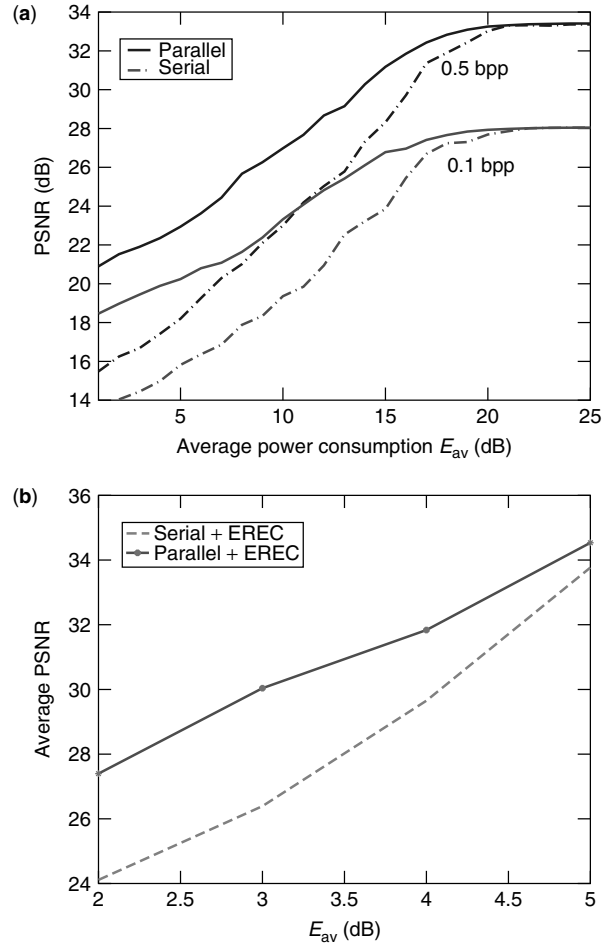 (a)
34
32
30
28
26
24
22
20
18
16
14
Parallel
Serial
0.5 bpp
0.1 bpp
PSNR (dB)
5
10
15
20
25
Average power consumption Eav (dB)
(b)
36
34
32
30
28
26
24
Serial + EREC
Parallel + EREC
Average PSNR
2
2.5
3
3.5
4
4.5
5
Eav (dB)